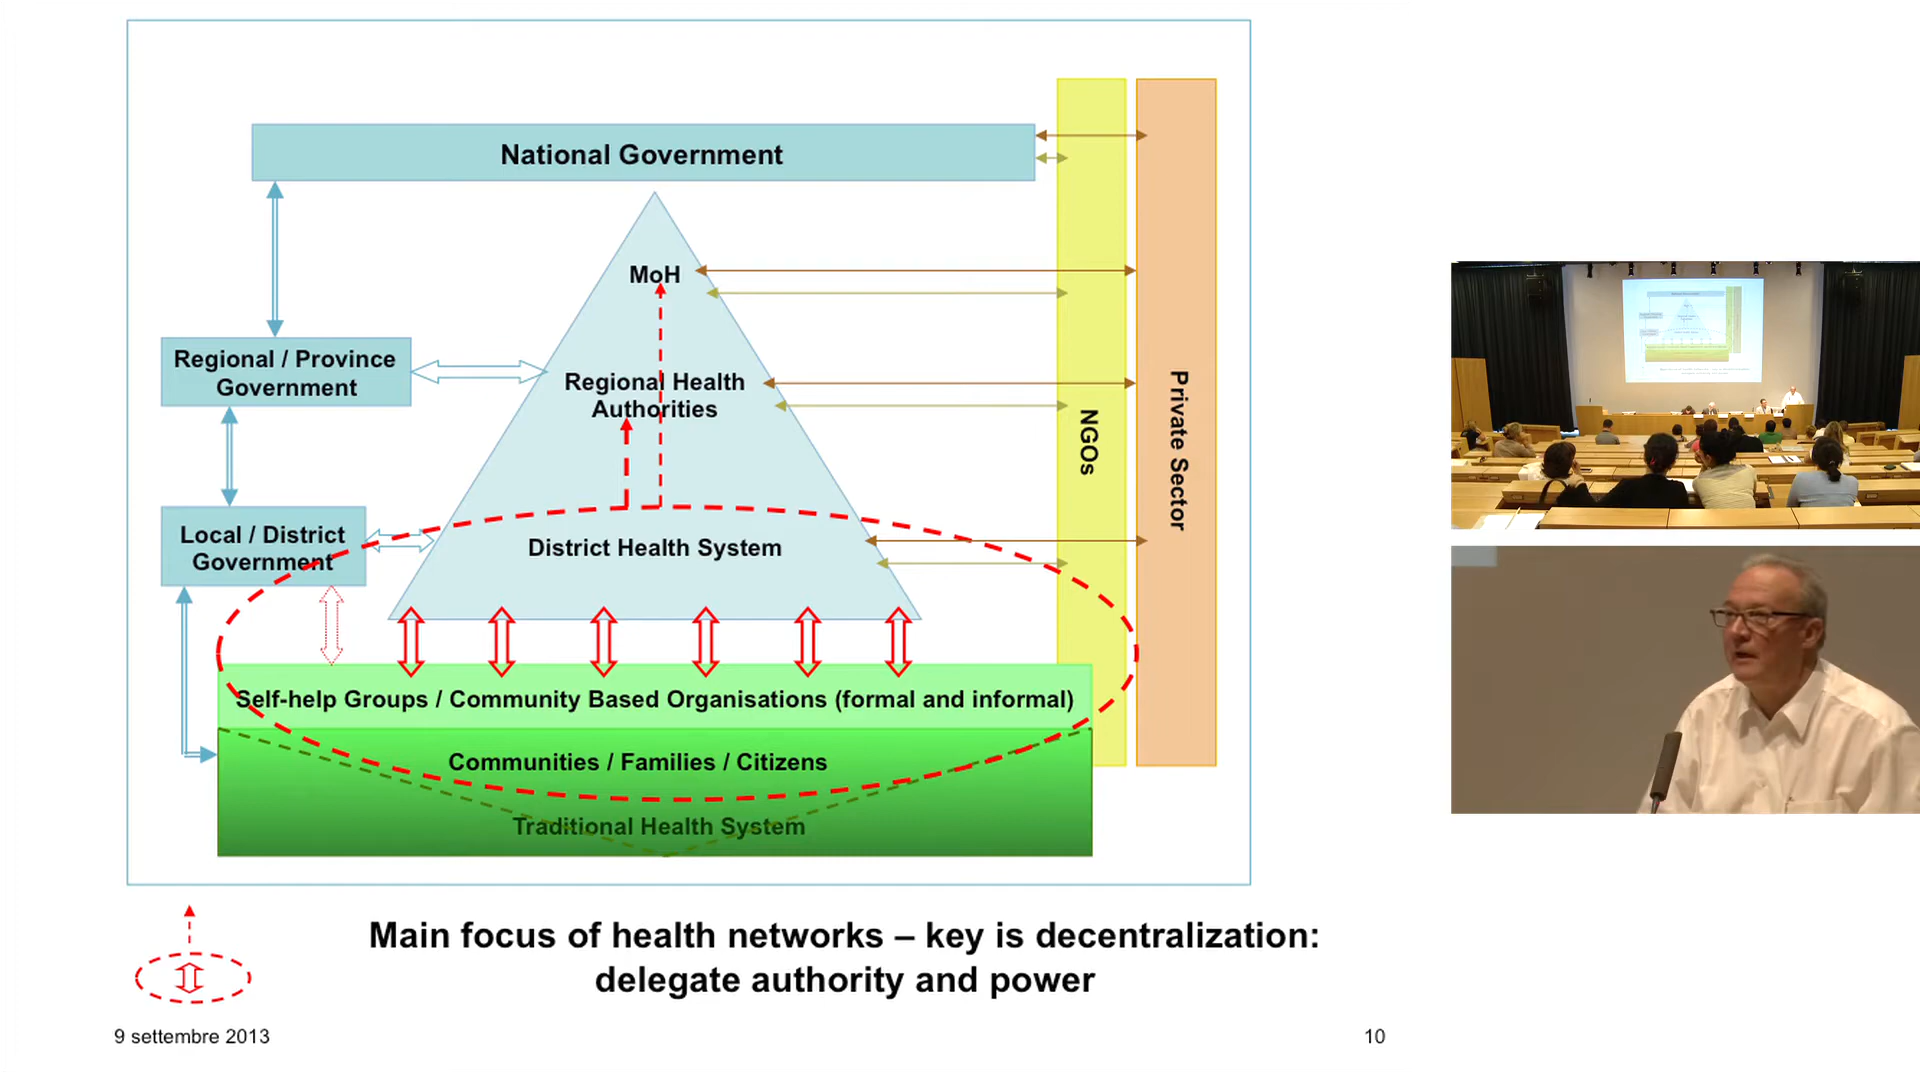 National Government
MoH
Regional / Province
Government
Regional Health
Authorities
NGOs
Private Sector
Local / District
Government
District Health System
Self-help Groups / Community Based Organisations (formal and informal)
Communities / Families / Citizens
Traditional Health System
Main focus of health networks – key is decentralization:
delegate authority and power
9 settembre 2013
10